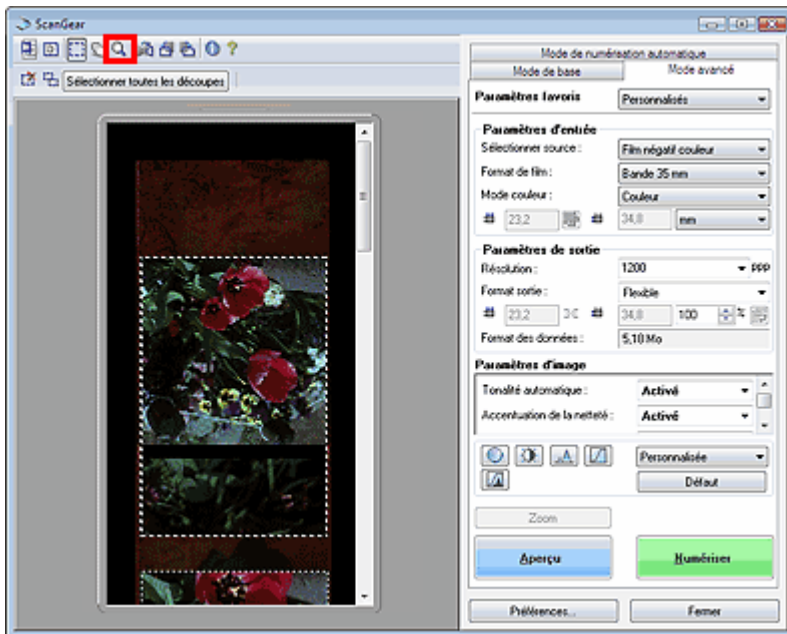 ScanGear
Sélectionner toutes les découpes
Mode de numérisation automatique
Mode de base
Mode avancé
Paramètres favoris
Personnalisés
Paramètres d'entrée
Sélectionner source :
Film négatif couleur
Format de film :
Bande 35 mm
Mode couleur :
Couleur
23,2
34,8
mm
Paramètres de sortie
Résolution :
1200
ppp
Format sortie :
Flexible
23,2
34,8
100
%
Format des données :
5,18 Mo
Paramètres d'image
Tonalité automatique :
Activé
Accentuation de la netteté :
Activé
Personnalisée
Défaut
Zoom
Aperçu
Numériser
Préférences...
Fermer